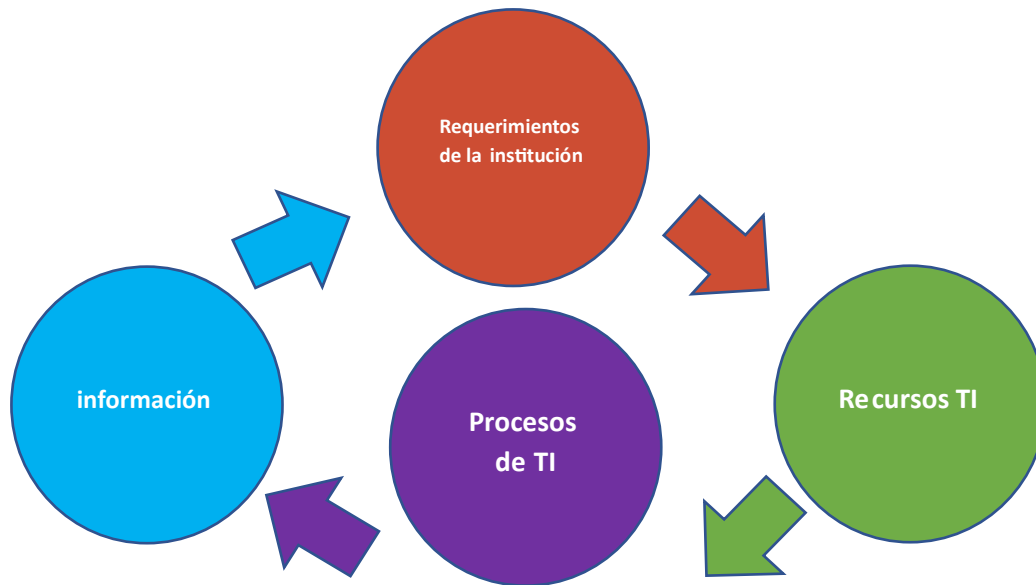 Requerimientos
de la institución
información
Recursos TI
Procesos
de TI